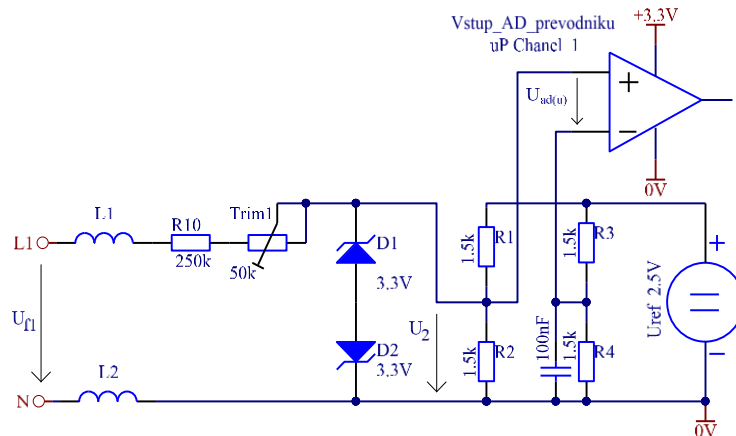 Vstup_AD_prevodniku
uP Chancl 1
+3.3V
+
Uad(u)
−
0V
L1
R10
Trim1
L1
250k
50k
D1
3.3V
1.5k
R1
1.5k
R3
+
Uref 2.5V
Uf1
U2
D2
3.3V
1.5k
R2
100nF
1.5k
R4
−
L2
N
0V